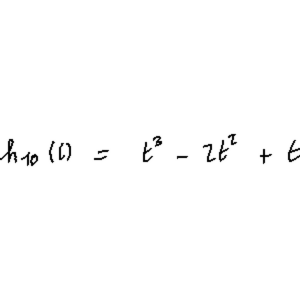 h₁₀(t) = t³ - 2t² + t